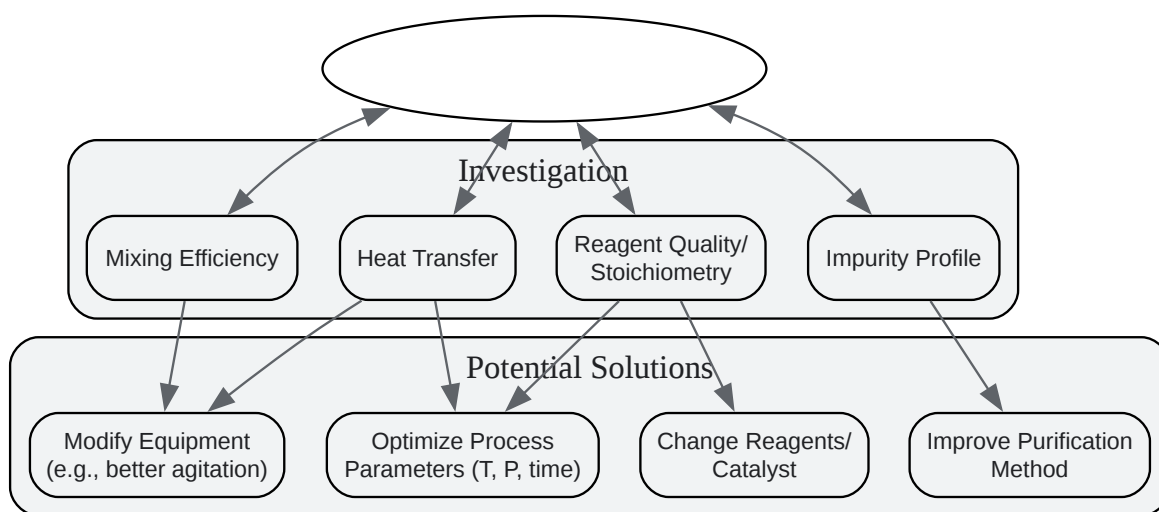 Investigation
Mixing Efficiency
Heat Transfer
Reagent Quality/
Stoichiometry
Impurity Profile
Potential Solutions
Modify Equipment
(e.g., better agitation)
Optimize Process
Parameters (T, P, time)
Change Reagents/
Catalyst
Improve Purification
Method